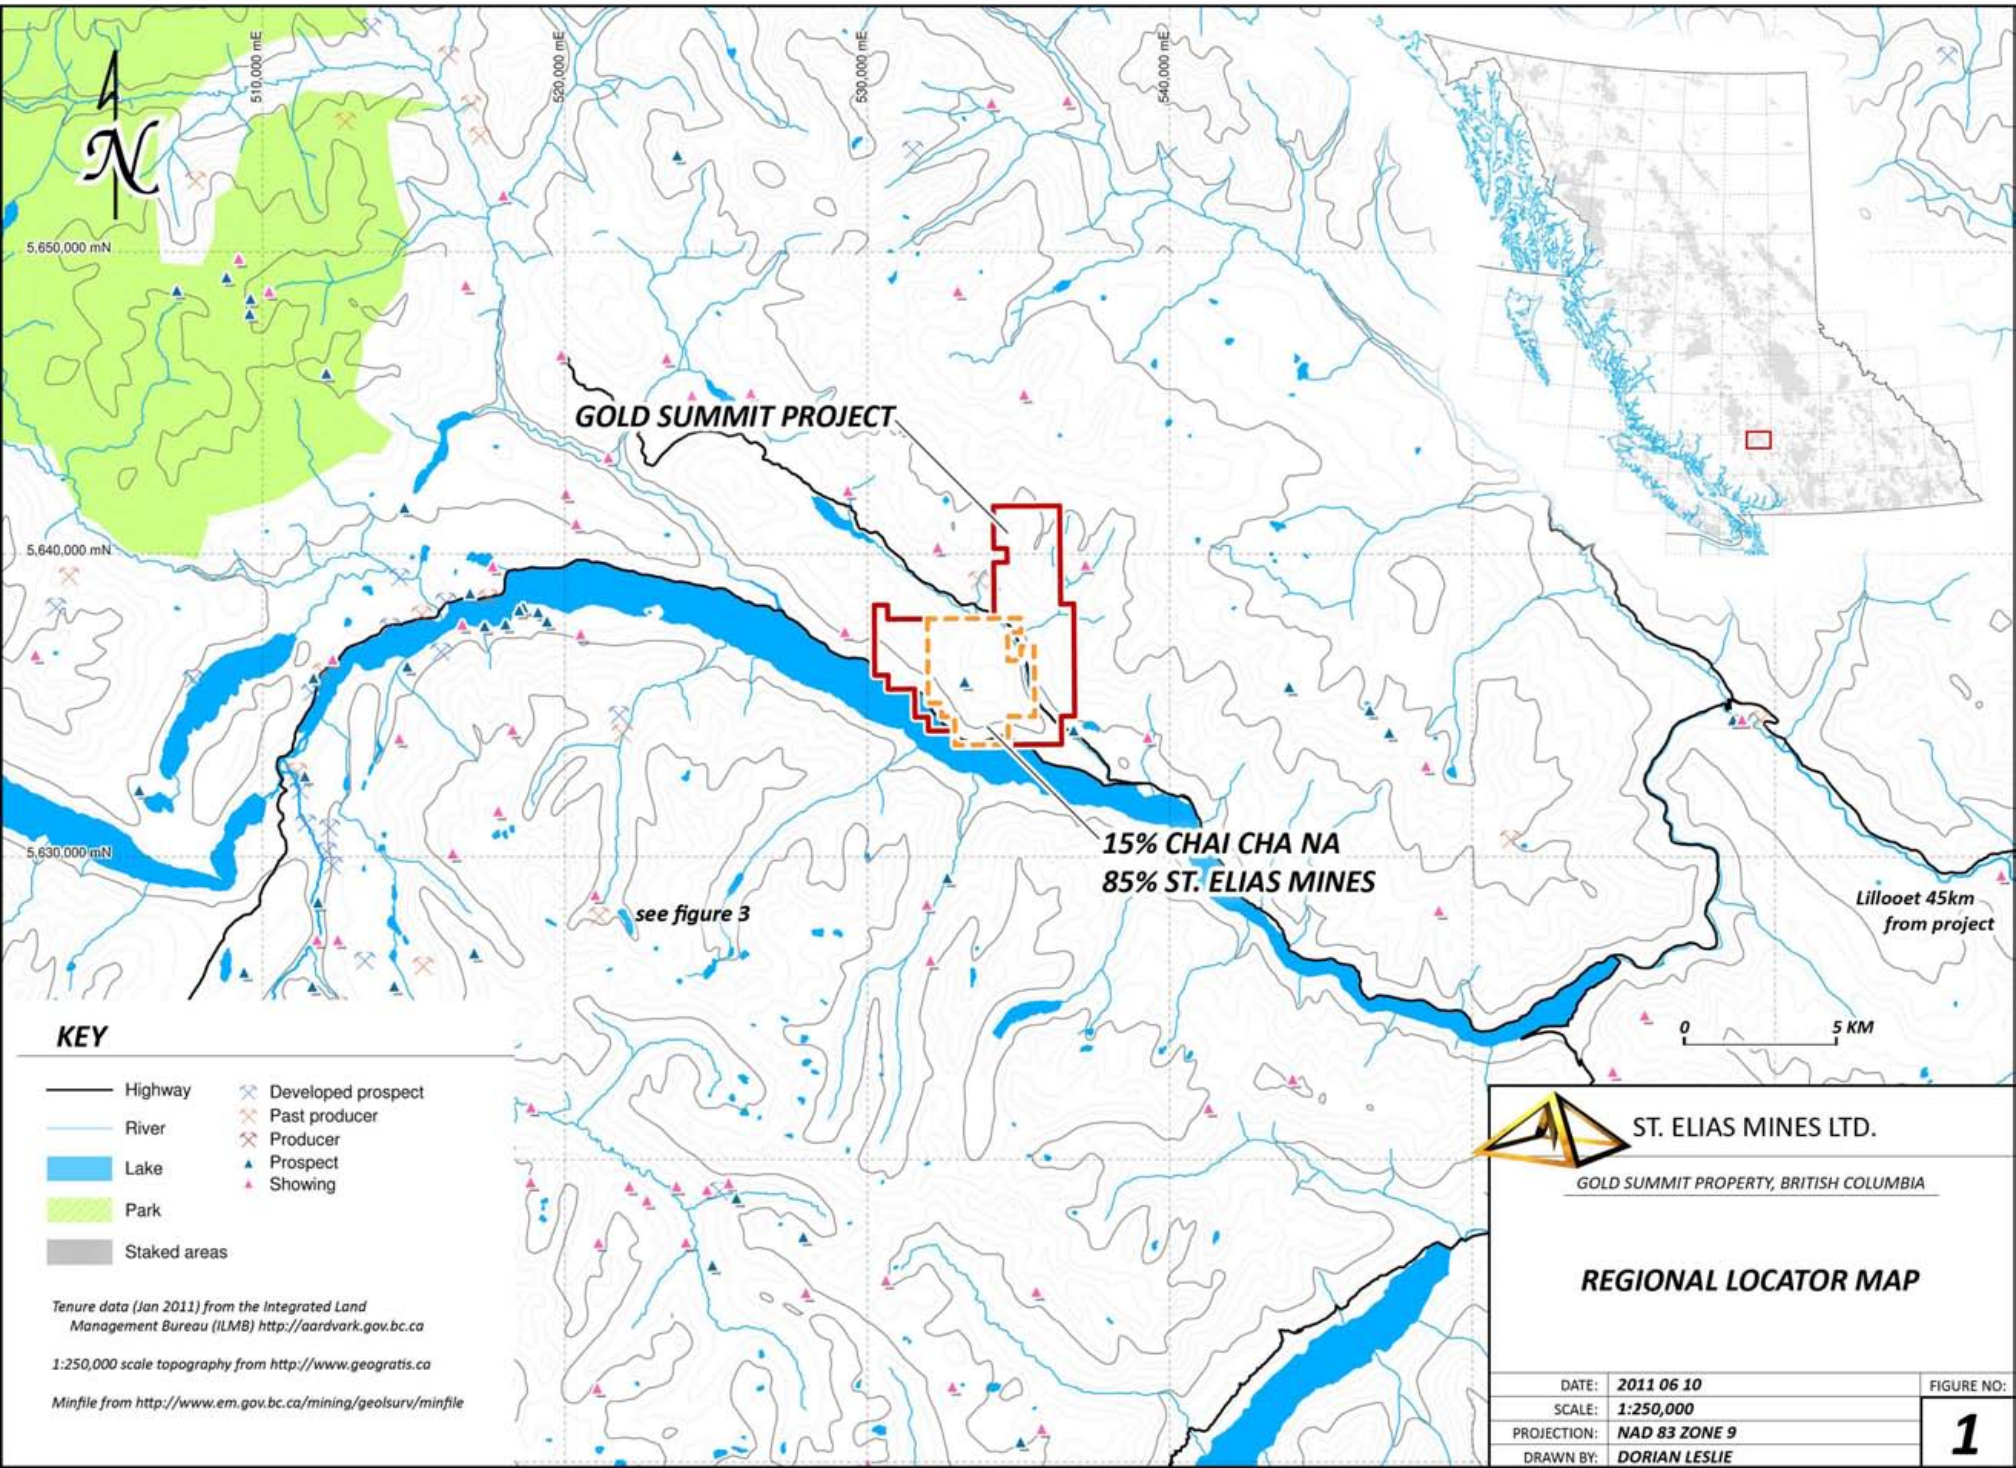 510,000 mE
520,000 mE
530,000 mE
540,000 mE
N
5,650,000 mN
GOLD SUMMIT PROJECT
5,640,000 mN
15% CHAI CHA NA
85% ST. ELIAS MINES
5,630,000 mN
see figure 3
Lillooet 45km
from project
0 5 KM
KEY
Highway
River
Lake
Park
Staked areas
Developed prospect
Past producer
Producer
Prospect
Showing
Tenure data (Jan 2011) from the Integrated Land
Management Bureau (ILMB) http://aardvark.gov.bc.ca
1:250,000 scale topography from http://www.geogratis.ca
Minfile from http://www.em.gov.bc.ca/mining/geolsurv/minfile
ST. ELIAS MINES LTD.
GOLD SUMMIT PROPERTY, BRITISH COLUMBIA
REGIONAL LOCATOR MAP
DATE: 2011 06 10
SCALE: 1:250,000
PROJECTION: NAD 83 ZONE 9
DRAWN BY: DORIAN LESLIE
FIGURE NO:
1